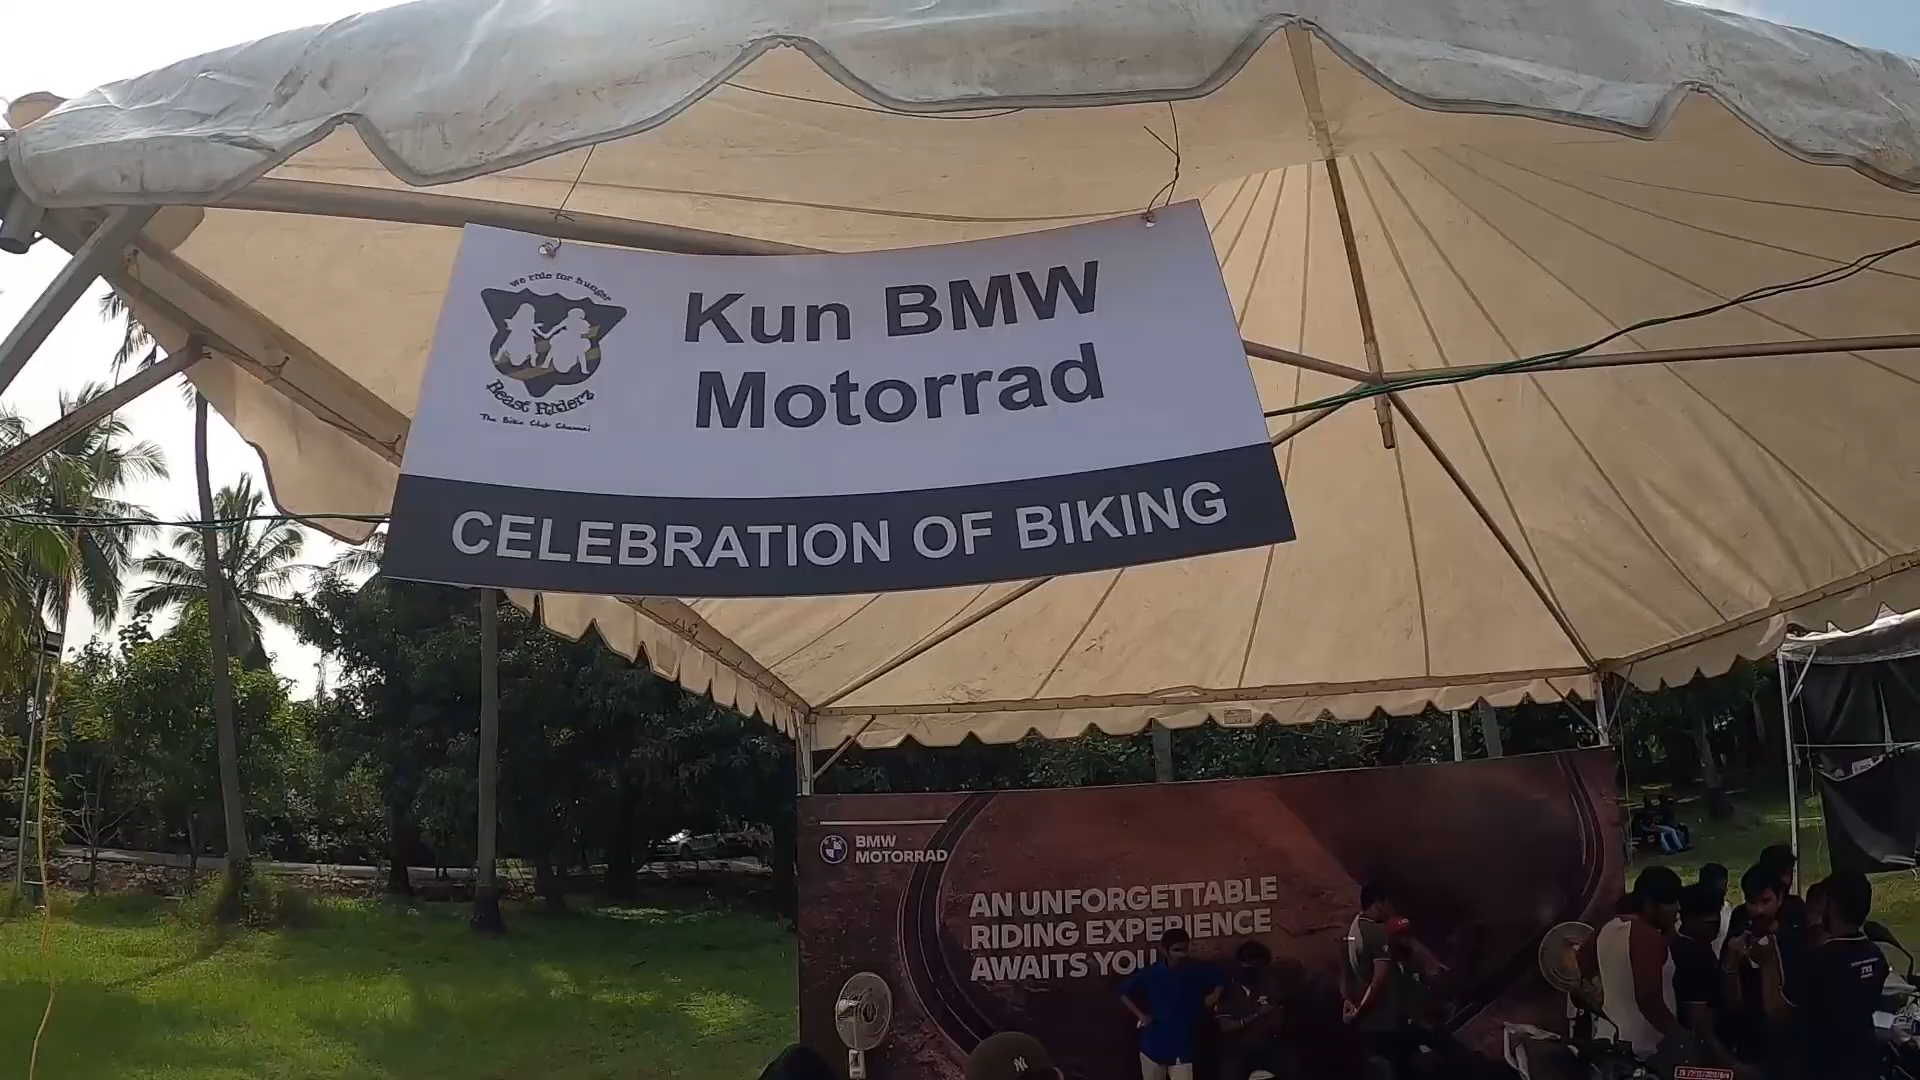 we ride for hunger
Beast Riderz
The Bike Club Chennai
Kun BMW
Motorrad
CELEBRATION OF BIKING
BMW
MOTORRAD
AN UNFORGETTABLE
RIDING EXPERIENCE
AWAITS YOU